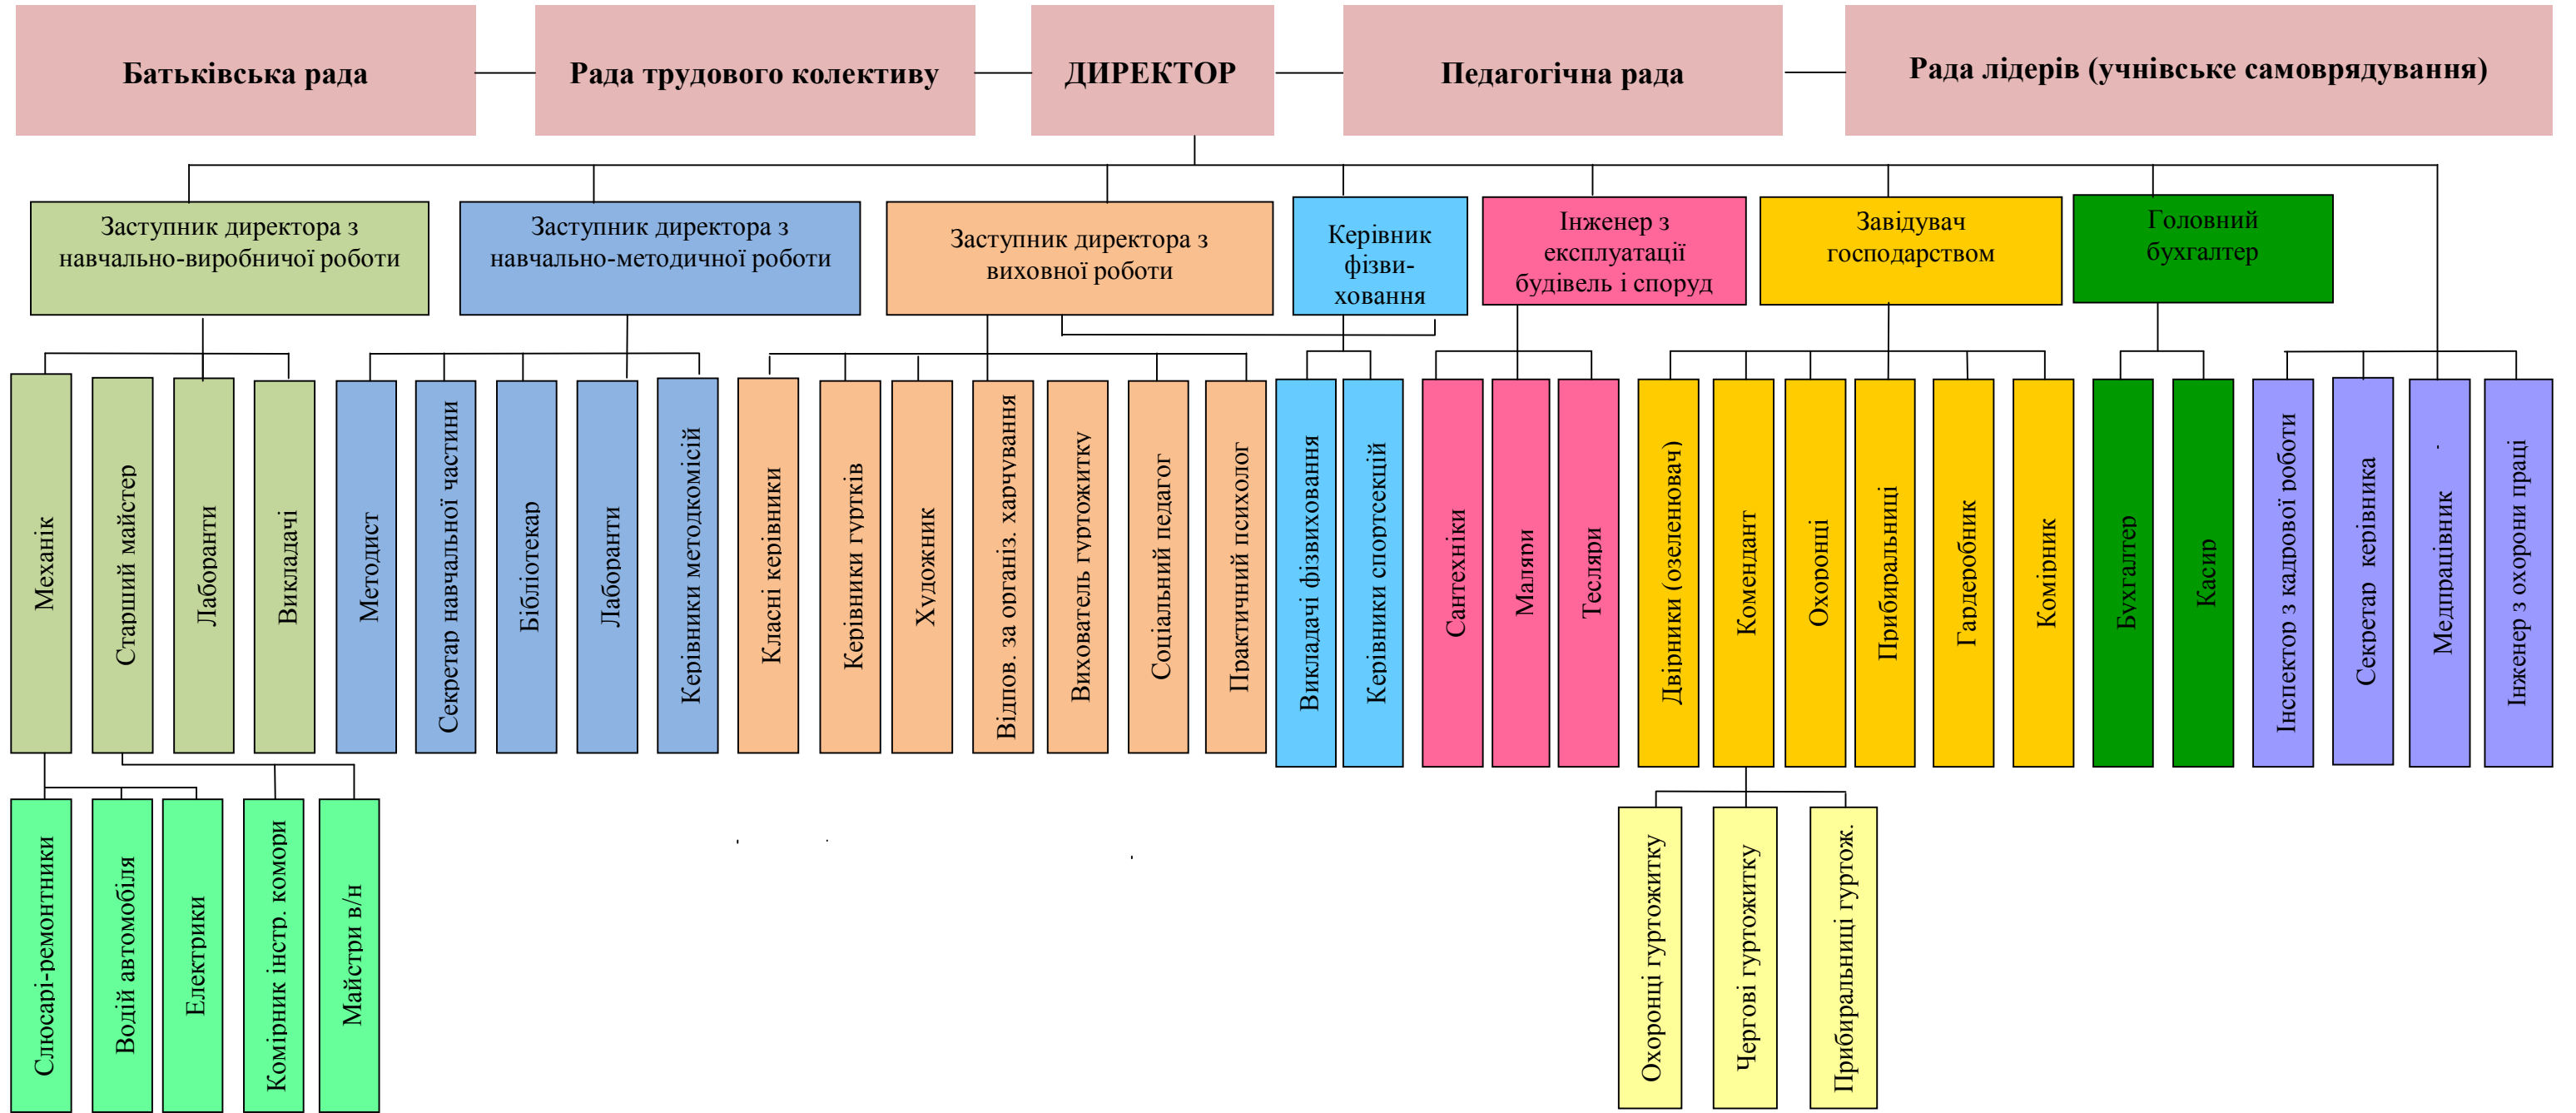 Батьківська рада
Рада трудового колективу
ДИРЕКТОР
Педагогічна рада
Рада лідерів (учнівське самоврядування)
Заступник директора з
навчально-виробничої роботи
Заступник директора з
навчально-методичної роботи
Заступник директора з
виховної роботи
Керівник
фізви-
ховання
Інженер з
експлуатації
будівель і споруд
Завідувач
господарством
Головний
бухгалтер
Механік
Старший майстер
Лаборанти
Викладачі
Методист
Секретар навчальної частини
Бібліотекар
Лаборанти
Керівники методкомісій
Класні керівники
Керівники гуртків
Художник
Відпов. за організ. харчування
Вихователь гуртожитку
Соціальний педагог
Практичний психолог
Викладачі фізвиховання
Керівники спортсекцій
Сантехніки
Маляри
Тесляри
Двірники (озеленювач)
Комендант
Охоронці
Прибиральниці
Гардеробник
Комірник
Бухгалтер
Касир
Інспектор з кадрової роботи
Секретар керівника
Медпрацівник
Інженер з охорони праці
Слюсарі-ремонтники
Водій автомобіля
Електрики
Комірник інстр. комори
Майстри в/н
Охоронці гуртожитку
Чергові гуртожитку
Прибиральниці гуртож.